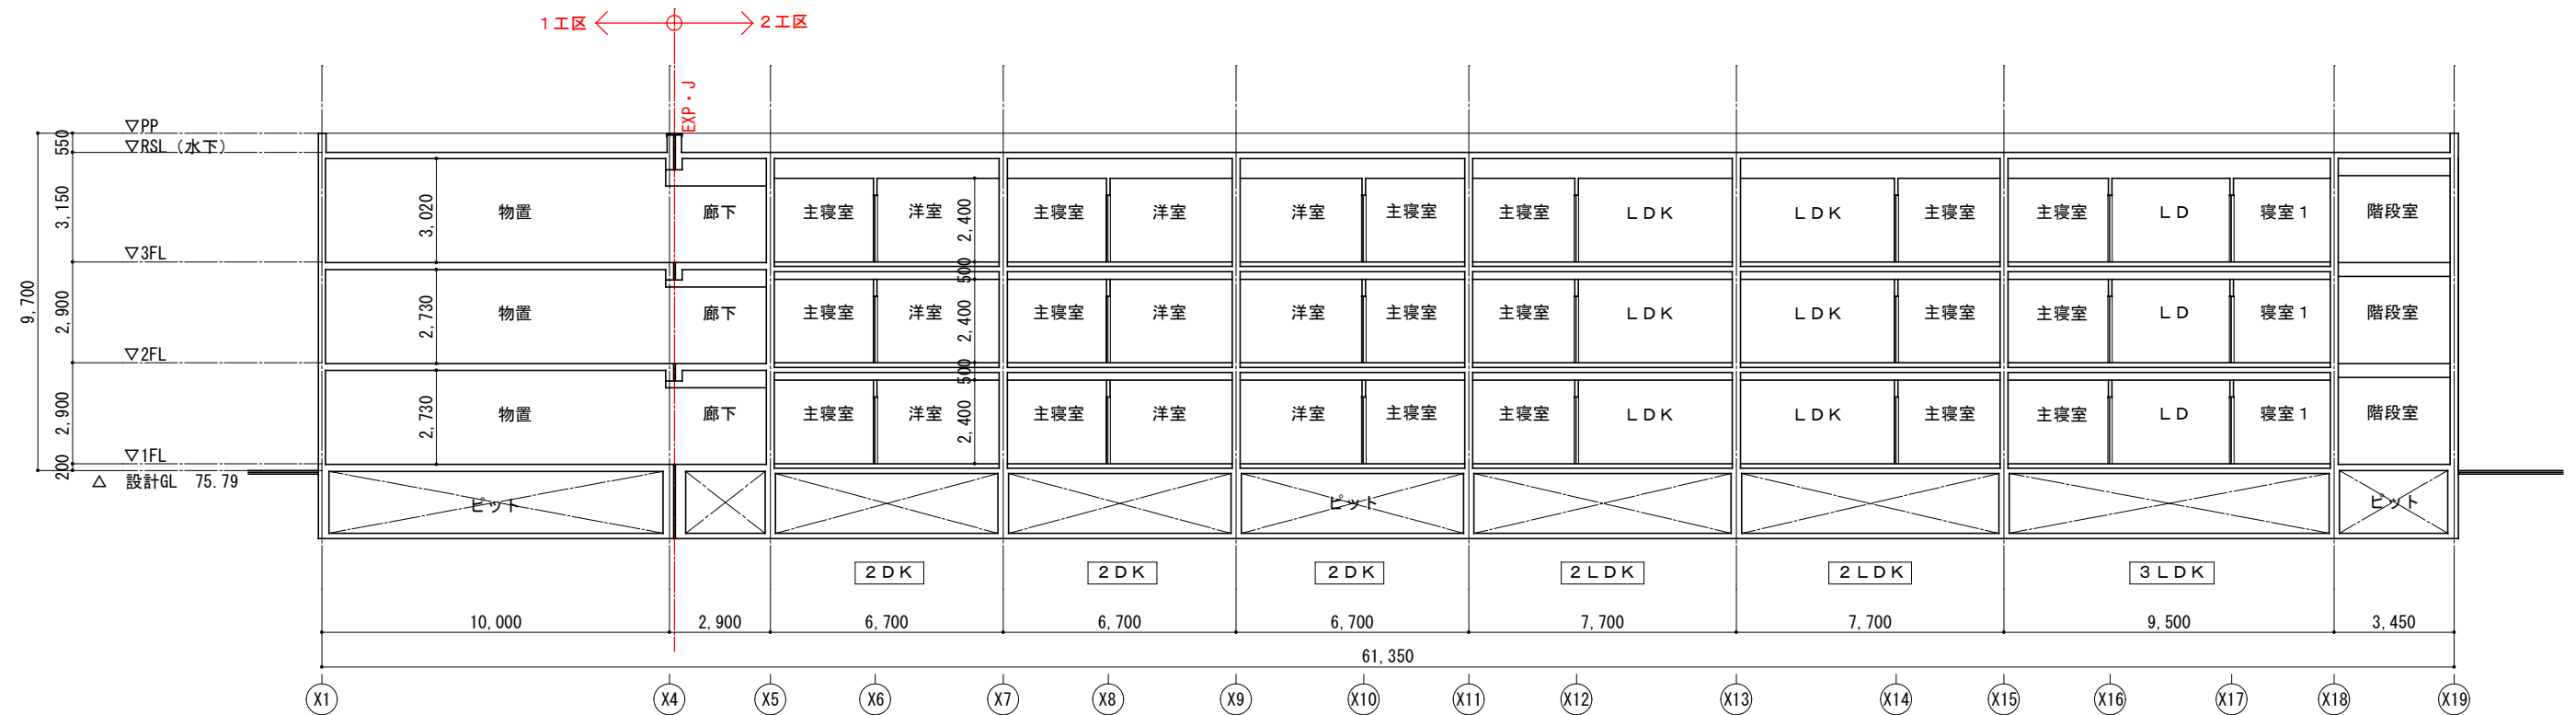 1工区 2工区
EXP・J
▽PP
550
▽RSL（水下）
3,150
3,020
物置 廊下 主寝室 洋室 2,400 主寝室 洋室 洋室 主寝室 主寝室 LDK LDK 主寝室 主寝室 LD 寝室1 階段室
▽3FL
500
9,700
2,900
2,730
物置 廊下 主寝室 洋室 2,400 主寝室 洋室 洋室 主寝室 主寝室 LDK LDK 主寝室 主寝室 LD 寝室1 階段室
▽2FL
500
2,900
2,730
物置 廊下 主寝室 洋室 2,400 主寝室 洋室 洋室 主寝室 主寝室 LDK LDK 主寝室 主寝室 LD 寝室1 階段室
▽1FL
200
△ 設計GL 75.79
ピット ピット ピット
2DK 2DK 2DK 2LDK 2LDK 3LDK
10,000 2,900 6,700 6,700 6,700 7,700 7,700 9,500 3,450
61,350
X1 X4 X5 X6 X7 X8 X9 X10 X11 X12 X13 X14 X15 X16 X17 X18 X19